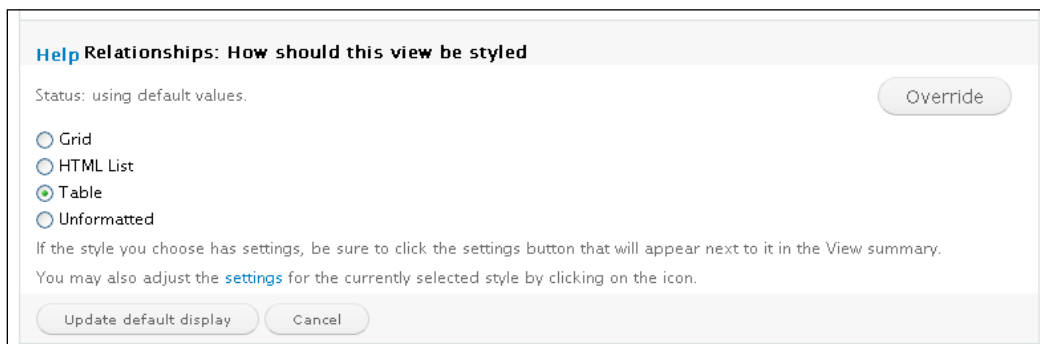 Help Relationships: How should this view be styled
Status: using default values.
Override
Grid
HTML List
Table
Unformatted
If the style you choose has settings, be sure to click the settings button that will appear next to it in the View summary.
You may also adjust the settings for the currently selected style by clicking on the icon.
Update default display Cancel